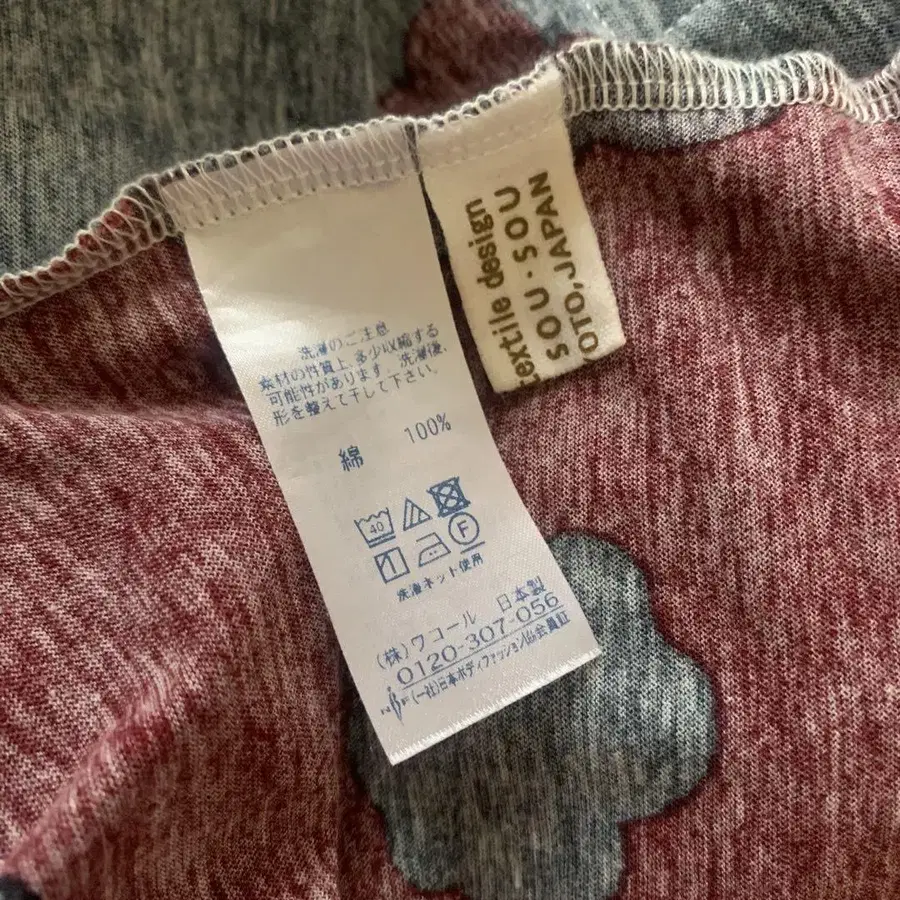 洗濯のご注意
素材の性質上、多少収縮する
可能性があります。洗濯後、
形を整えて干して下さい。
綿 100%
40
F
洗濯ネット使用
(株)ワコール 日本製
0120-307-056
NBF (一社)日本ボディファッション協会会員証
textile design
SOU・SOU
OTO, JAPAN